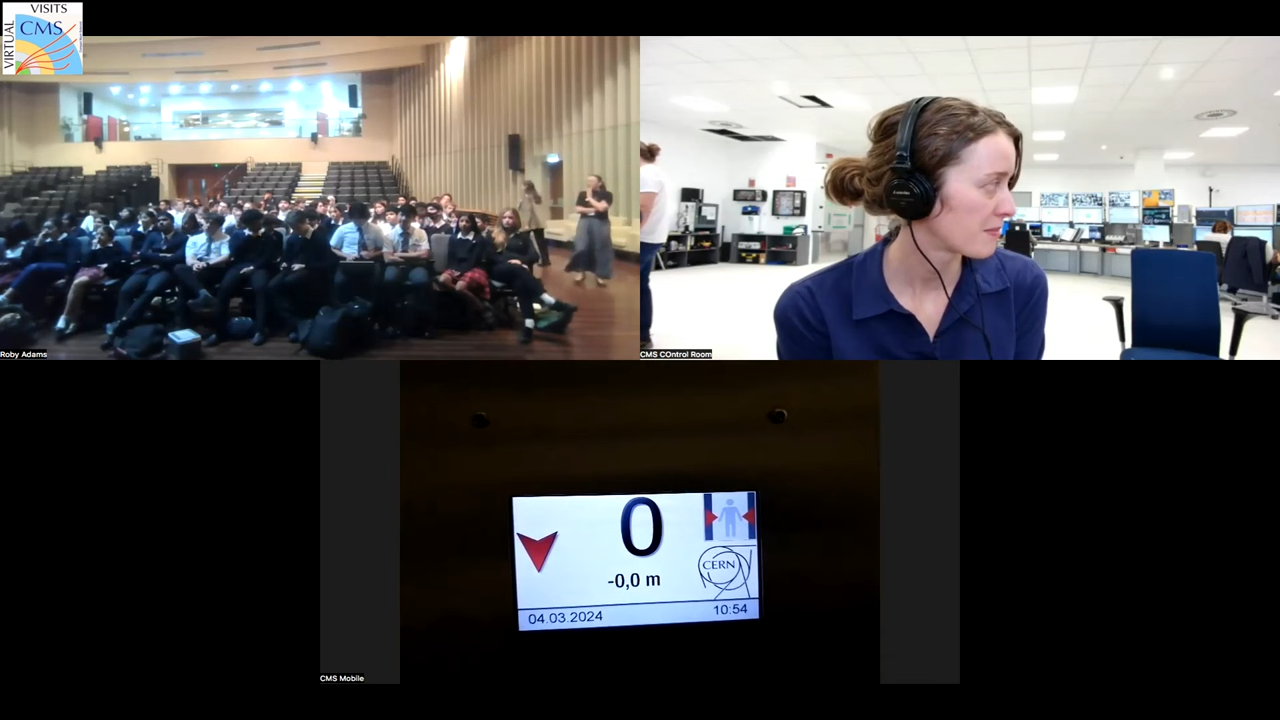 VISITS
CMS
VIRTUAL
Roby Adams
CMS COntrol Room
0
-0,0 m
CERN
04.03.2024
10:54
CMS Mobile